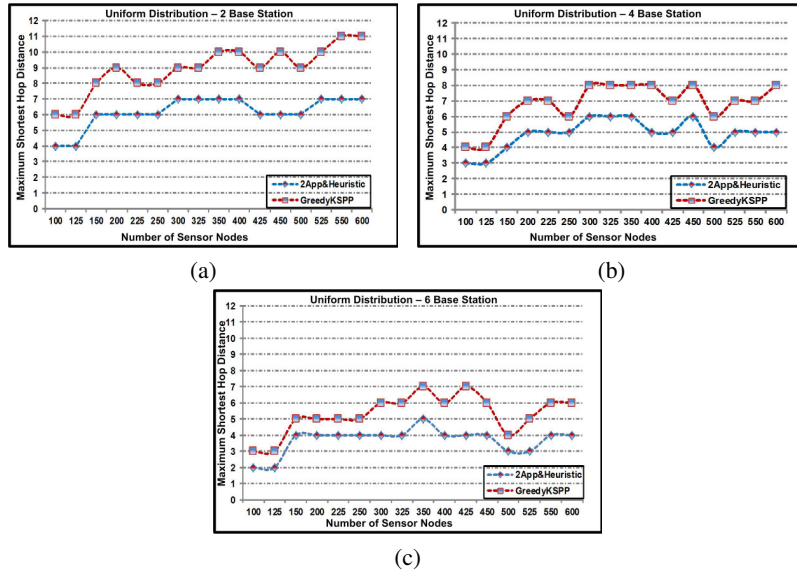 Uniform Distribution – 2 Base Station
Maximum Shortest Hop Distance
12
11
10
9
8
7
6
5
4
3
2
1
0
2App&Heuristic
GreedyKSPP
100 125 150 200 225 250 300 325 350 400 425 450 500 525 550 600
Number of Sensor Nodes
(a)
Uniform Distribution – 4 Base Station
Maximum Shortest Hop Distance
12
11
10
9
8
7
6
5
4
3
2
1
0
2App&Heuristic
GreedyKSPP
100 125 150 200 225 250 300 325 350 400 425 450 500 525 550 600
Number of Sensor Nodes
(b)
Uniform Distribution – 6 Base Station
Maximum Shortest Hop Distance
12
11
10
9
8
7
6
5
4
3
2
1
0
2App&Heuristic
GreedyKSPP
100 125 150 200 225 250 300 325 350 400 425 450 500 525 550 600
Number of Sensor Nodes
(c)